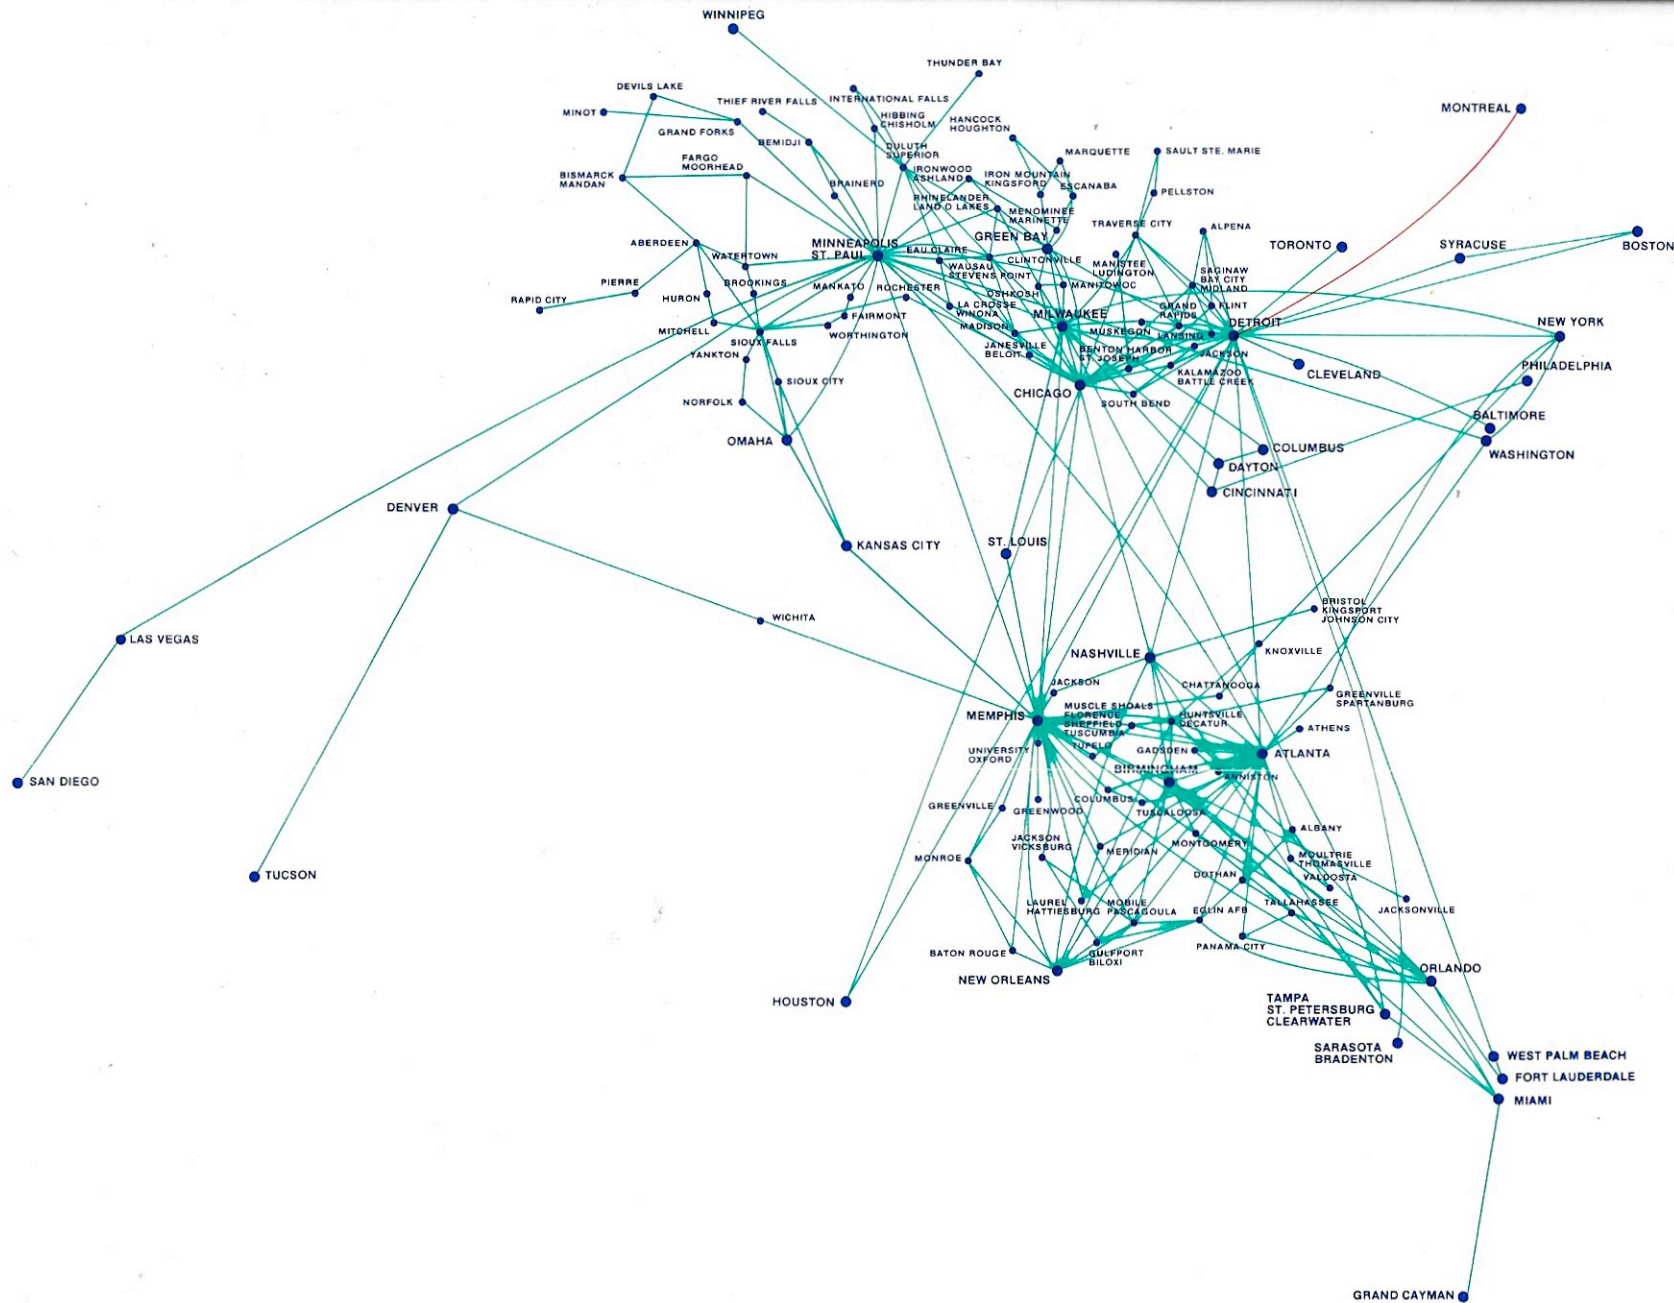 WINNIPEG
THUNDER BAY
DEVILS LAKE
THIEF RIVER FALLS
INTERNATIONAL FALLS
MINOT
GRAND FORKS
HIBBING
CHISHOLM
HANCOCK
HOUGHTON
MONTREAL
BEMIDJI
DULUTH
SUPERIOR
MARQUETTE
SAULT STE. MARIE
FARGO
MOORHEAD
BISMARCK
MANDAN
IRONWOOD
ASHLAND
IRON MOUNTAIN
KINGSFORD
ESCANABA
BRAINERD
PELLSTON
RHINELANDER
LAND O LAKES
MENOMINEE
MARINETTE
TRAVERSE CITY
ALPENA
ABERDEEN
MINNEAPOLIS
ST. PAUL
GREEN BAY
TORONTO
SYRACUSE
BOSTON
WATERTOWN
EAU CLAIRE
CLINTONVILLE
WAUSAU
STEVENS POINT
MANISTEE
LUDINGTON
SAGINAW
BAY CITY
MIDLAND
PIERRE
RAPID CITY
HURON
BROOKINGS
MANKATO
ROCHESTER
OSHKOSH
MANITOWOC
LA CROSSE
WINONA
GRAND
RAPIDS
FLINT
FAIRMONT
MILWAUKEE
DETROIT
NEW YORK
MITCHELL
SIOUX FALLS
WORTHINGTON
MADISON
MUSKEGON
LANSING
JANESVILLE
BELOIT
BENTON HARBOR
ST. JOSEPH
JACKSON
YANKTON
CLEVELAND
PHILADELPHIA
KALAMAZOO
BATTLE CREEK
SIOUX CITY
CHICAGO
SOUTH BEND
NORFOLK
BALTIMORE
OMAHA
COLUMBUS
WASHINGTON
DAYTON
CINCINNATI
DENVER
KANSAS CITY
ST. LOUIS
WICHITA
BRISTOL
KINGSPORT
JOHNSON CITY
LAS VEGAS
NASHVILLE
KNOXVILLE
JACKSON
CHATTANOOGA
GREENVILLE
SPARTANBURG
MEMPHIS
MUSCLE SHOALS
FLORENCE
SHEFFIELD
TUSCUMBIA
HUNTSVILLE
DECATUR
ATHENS
UNIVERSITY
OXFORD
TUPELO
GADSDEN
ATLANTA
BIRMINGHAM
ANNISTON
SAN DIEGO
GREENVILLE
GREENWOOD
COLUMBUS
TUSCALOOSA
JACKSON
VICKSBURG
MERIDIAN
MONTGOMERY
ALBANY
MONROE
MOULTRIE
THOMASVILLE
TUCSON
DOTHAN
VALDOSTA
LAUREL
HATTIESBURG
MOBILE
PASCAGOULA
EGLIN AFB
TALLAHASSEE
JACKSONVILLE
BATON ROUGE
GULFPORT
BILOXI
PANAMA CITY
NEW ORLEANS
ORLANDO
HOUSTON
TAMPA
ST. PETERSBURG
CLEARWATER
SARASOTA
BRADENTON
WEST PALM BEACH
FORT LAUDERDALE
MIAMI
GRAND CAYMAN